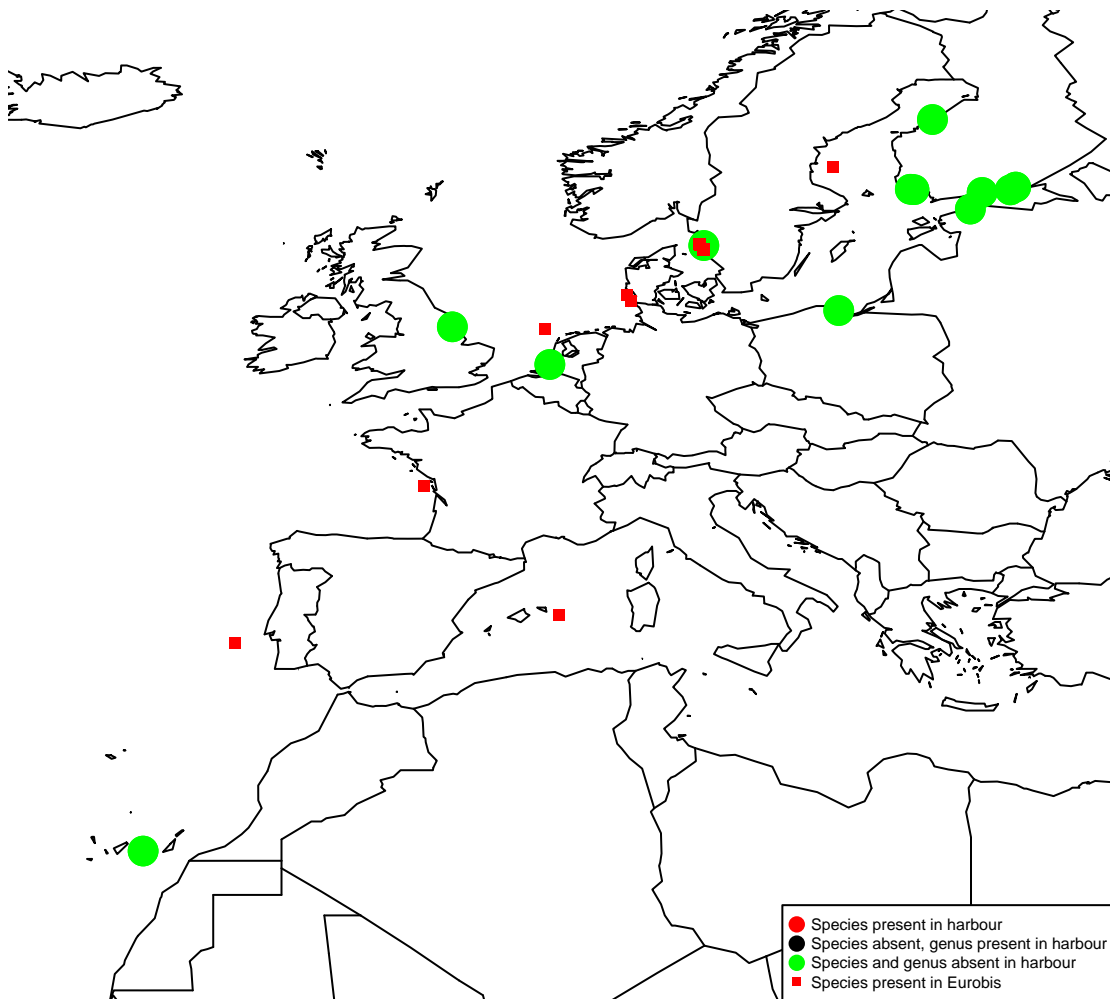 Species present in harbour
Species absent, genus present in harbour
Species and genus absent in harbour
Species present in Eurobis